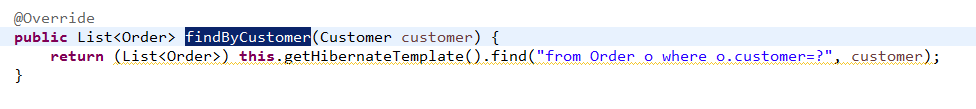 @Override
public List<Order> findByCustomer(Customer customer) {
return (List<Order>) this.getHibernateTemplate().find("from Order o where o.customer=?", customer);
}